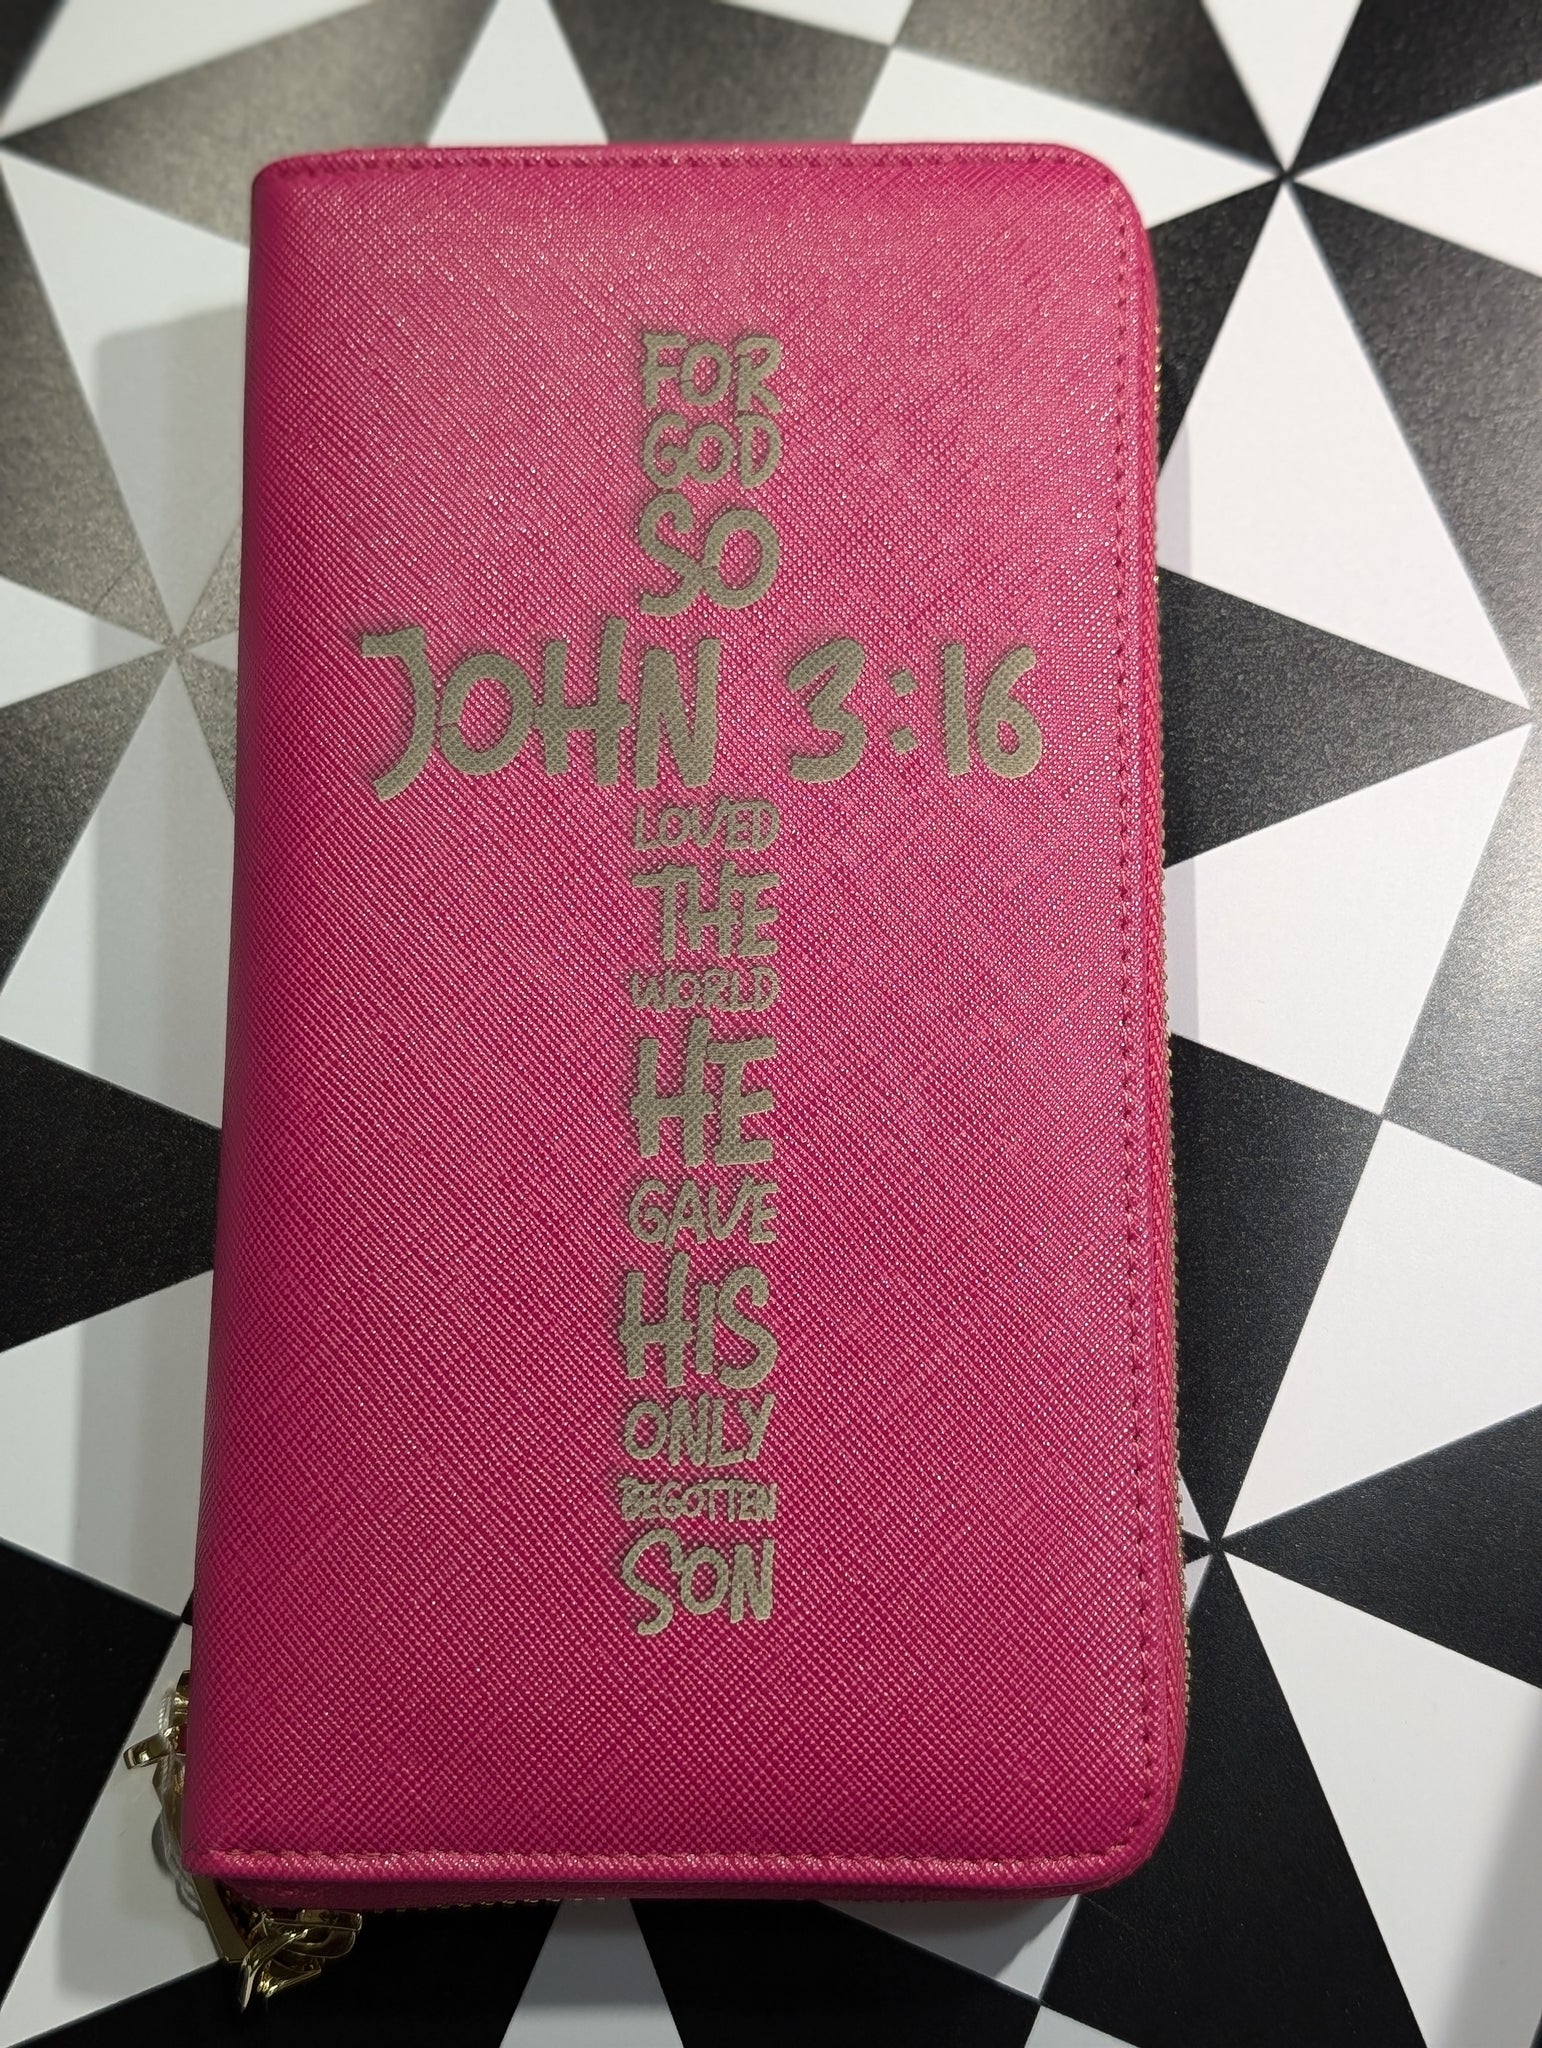 FOR
GOD
SO
JOHN 3:16
LOVED
THE
WORLD
HE
GAVE
HIS
ONLY
BEGOTTEN
SON